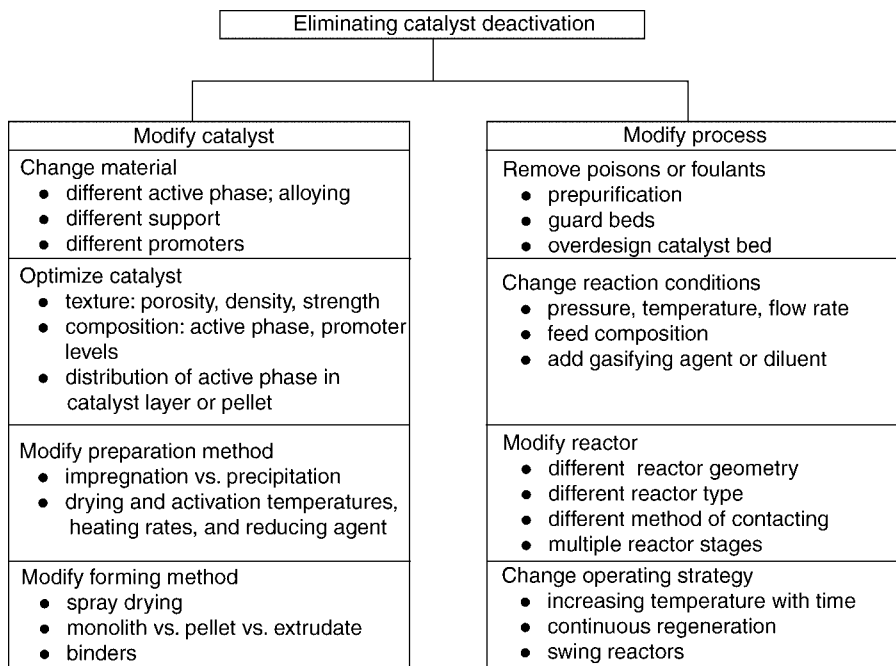 Eliminating catalyst deactivation
Modify catalyst
Change material
● different active phase; alloying
● different support
● different promoters
Optimize catalyst
● texture: porosity, density, strength
● composition: active phase, promoter
levels
● distribution of active phase in
catalyst layer or pellet
Modify preparation method
● impregnation vs. precipitation
● drying and activation temperatures,
heating rates, and reducing agent
Modify forming method
● spray drying
● monolith vs. pellet vs. extrudate
● binders
Modify process
Remove poisons or foulants
● prepurification
● guard beds
● overdesign catalyst bed
Change reaction conditions
● pressure, temperature, flow rate
● feed composition
● add gasifying agent or diluent
Modify reactor
● different reactor geometry
● different reactor type
● different method of contacting
● multiple reactor stages
Change operating strategy
● increasing temperature with time
● continuous regeneration
● swing reactors